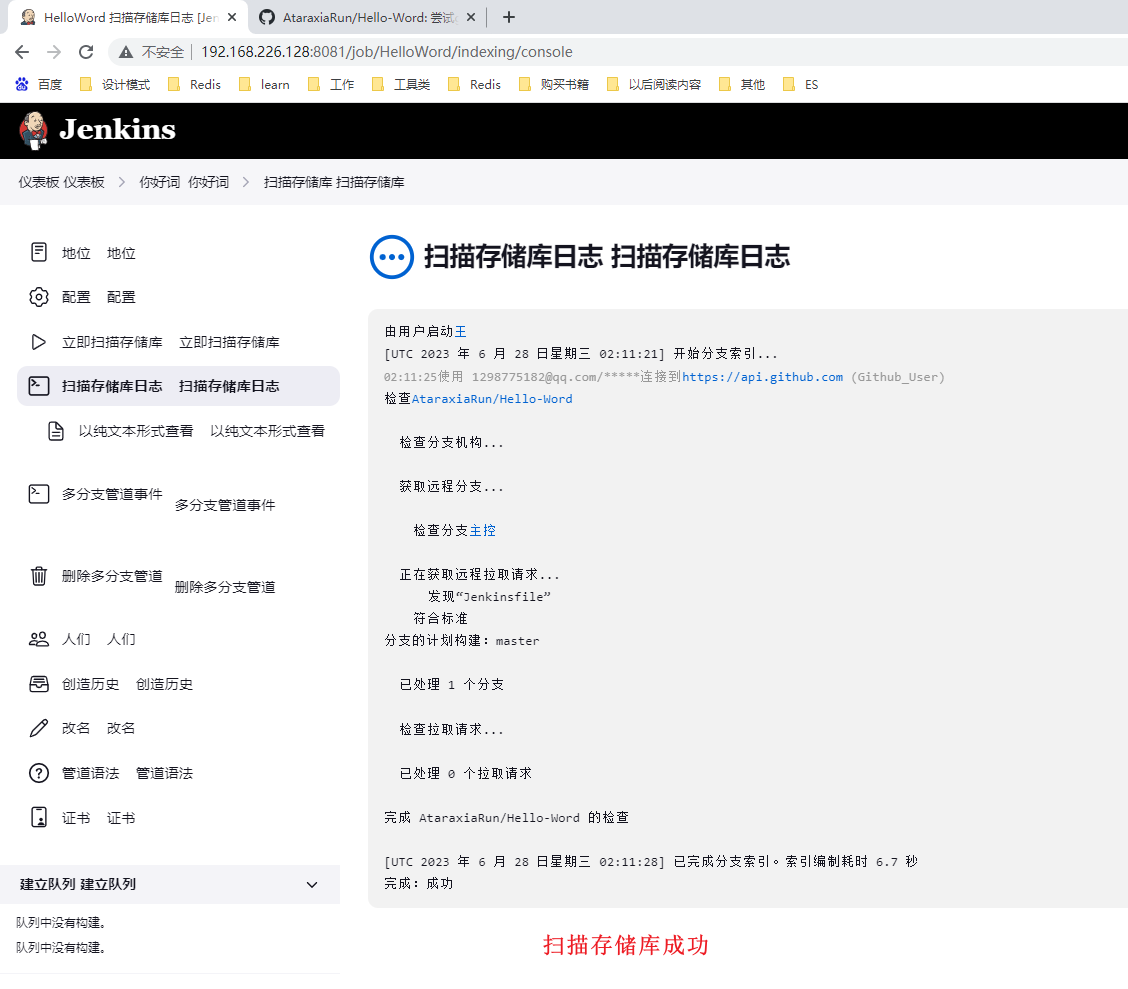 HelloWord 扫描存储库日志 [Jen
AtaraxiaRun/Hello-Word: 尝试
不安全 192.168.226.128:8081/job/HelloWord/indexing/console
百度 设计模式 Redis learn 工作 工具类 Redis 购买书籍 以后阅读内容 其他 ES
Jenkins
仪表板 仪表板 你好词 你好词 扫描存储库 扫描存储库
地位 地位
配置 配置
立即扫描存储库 立即扫描存储库
扫描存储库日志 扫描存储库日志
以纯文本形式查看 以纯文本形式查看
多分支管道事件 多分支管道事件
删除多分支管道 删除多分支管道
人们 人们
创造历史 创造历史
改名 改名
管道语法 管道语法
证书 证书
建立队列 建立队列
队列中没有构建。
队列中没有构建。
扫描存储库日志 扫描存储库日志
由用户启动王
[UTC 2023 年 6 月 28 日星期三 02:11:21] 开始分支索引...
02:11:25使用 1298775182@qq.com/*****连接到https://api.github.com (Github_User)
检查AtaraxiaRun/Hello-Word
检查分支机构...
获取远程分支...
检查分支主控
正在获取远程拉取请求...
发现“Jenkinsfile”
符合标准
分支的计划构建：master
已处理 1 个分支
检查拉取请求...
已处理 0 个拉取请求
完成 AtaraxiaRun/Hello-Word 的检查
[UTC 2023 年 6 月 28 日星期三 02:11:28] 已完成分支索引。索引编制耗时 6.7 秒
完成：成功
扫描存储库成功